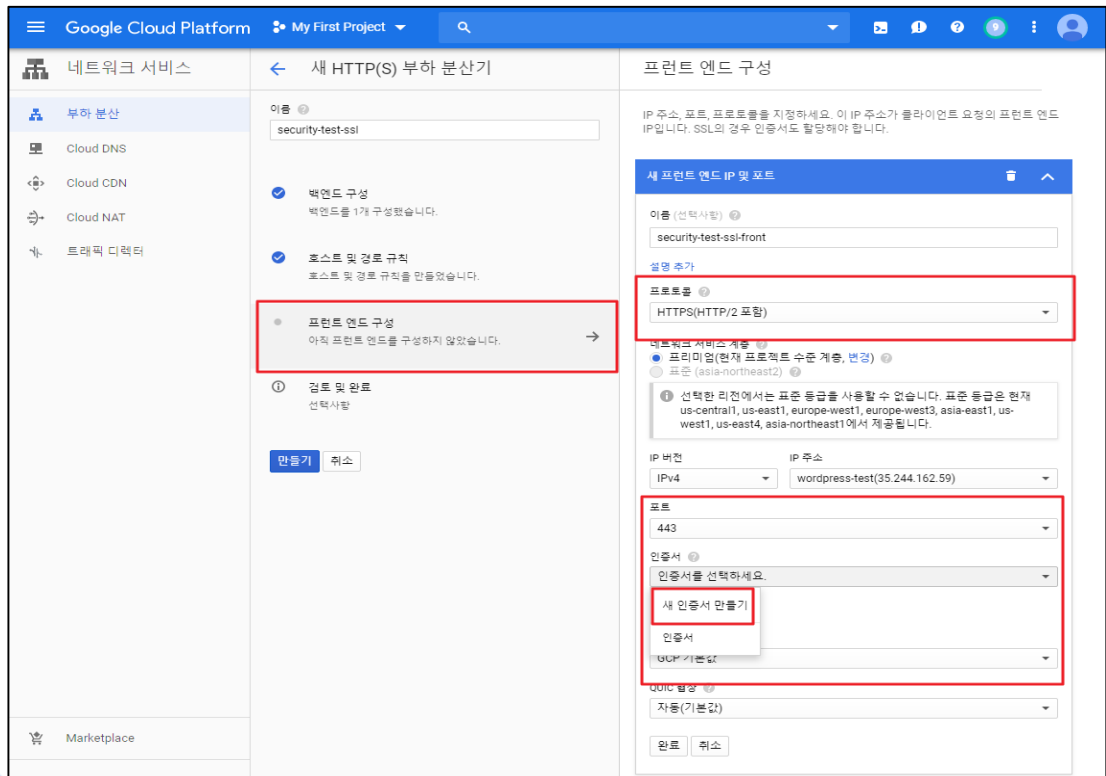 Google Cloud Platform
My First Project
9
네트워크 서비스
부하 분산
Cloud DNS
Cloud CDN
Cloud NAT
트래픽 디렉터
Marketplace
새 HTTP(S) 부하 분산기
이름
security-test-ssl
백엔드 구성
백엔드를 1개 구성했습니다.
호스트 및 경로 규칙
호스트 및 경로 규칙을 만들었습니다.
프런트 엔드 구성
아직 프런트 엔드를 구성하지 않았습니다.
검토 및 완료
선택사항
만들기 취소
프런트 엔드 구성
IP 주소, 포트, 프로토콜을 지정하세요. 이 IP 주소가 클라이언트 요청의 프런트 엔드
IP입니다. SSL의 경우 인증서도 할당해야 합니다.
새 프런트 엔드 IP 및 포트
이름 (선택사항)
security-test-ssl-front
설명 추가
프로토콜
HTTPS(HTTP/2 포함)
네트워크 서비스 계층
프리미엄(현재 프로젝트 수준 계층, 변경)
표준 (asia-northeast2)
선택한 리전에서는 표준 등급을 사용할 수 없습니다. 표준 등급은 현재
us-central1, us-east1, europe-west1, europe-west3, asia-east1, us-
west1, us-east4, asia-northeast1에서 제공됩니다.
IP 버전 IP 주소
IPv4 wordpress-test(35.244.162.59)
포트
443
인증서
인증서를 선택하세요.
새 인증서 만들기
인증서
GCP 기본값
QUIC 협상
자동(기본값)
완료 취소